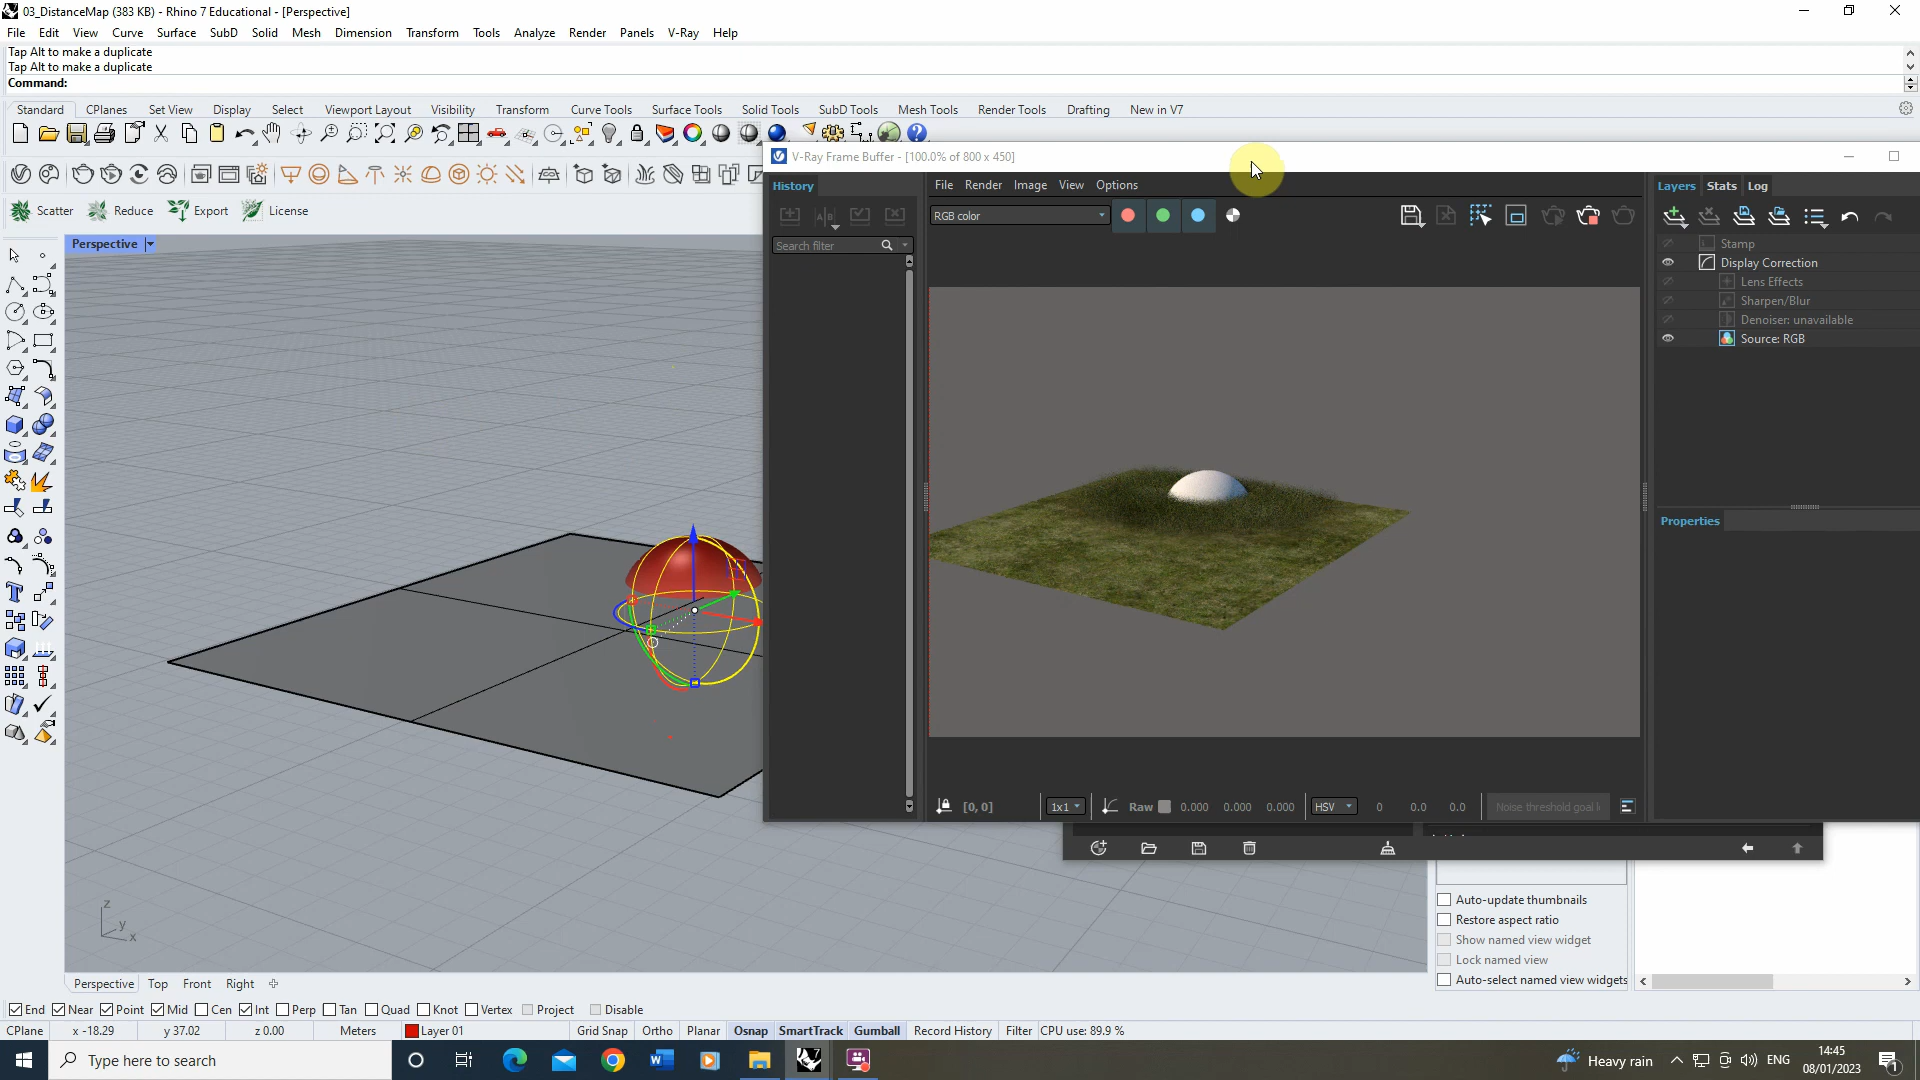 03_DistanceMap (383 KB) - Rhino 7 Educational - [Perspective]
File Edit View Curve Surface SubD Solid Mesh Dimension Transform Tools Analyze Render Panels V-Ray Help
Tap Alt to make a duplicate
Tap Alt to make a duplicate
Command:
Standard CPlanes Set View Display Select Viewport Layout Visibility Transform Curve Tools Surface Tools Solid Tools SubD Tools Mesh Tools Render Tools Drafting New in V7
V-Ray Frame Buffer - [100.0% of 800 x 450]
History
File Render Image View Options
Layers Stats Log
Scatter Reduce Export License
RGB color
Search filter
Perspective
Stamp
Display Correction
Lens Effects
Sharpen/Blur
Denoiser: unavailable
Source: RGB
Properties
[0, 0] 1x1 Raw 0.000 0.000 0.000 HSV 0 0.0 0.0 Noise threshold goal
Auto-update thumbnails
Restore aspect ratio
Show named view widget
Lock named view
Auto-select named view widgets
z
y
x
Perspective Top Front Right
End Near Point Mid Cen Int Perp Tan Quad Knot Vertex Project Disable
CPlane x -18.29 y 37.02 z 0.00 Meters Layer 01 Grid Snap Ortho Planar Osnap SmartTrack Gumball Record History Filter CPU use: 89.9 %
Type here to search
Heavy rain
ENG
14:45
08/01/2023
1